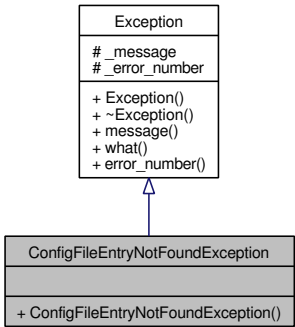 Exception
# _message
# _error_number
+ Exception()
+ ~Exception()
+ message()
+ what()
+ error_number()
ConfigFileEntryNotFoundException
+ ConfigFileEntryNotFoundException()